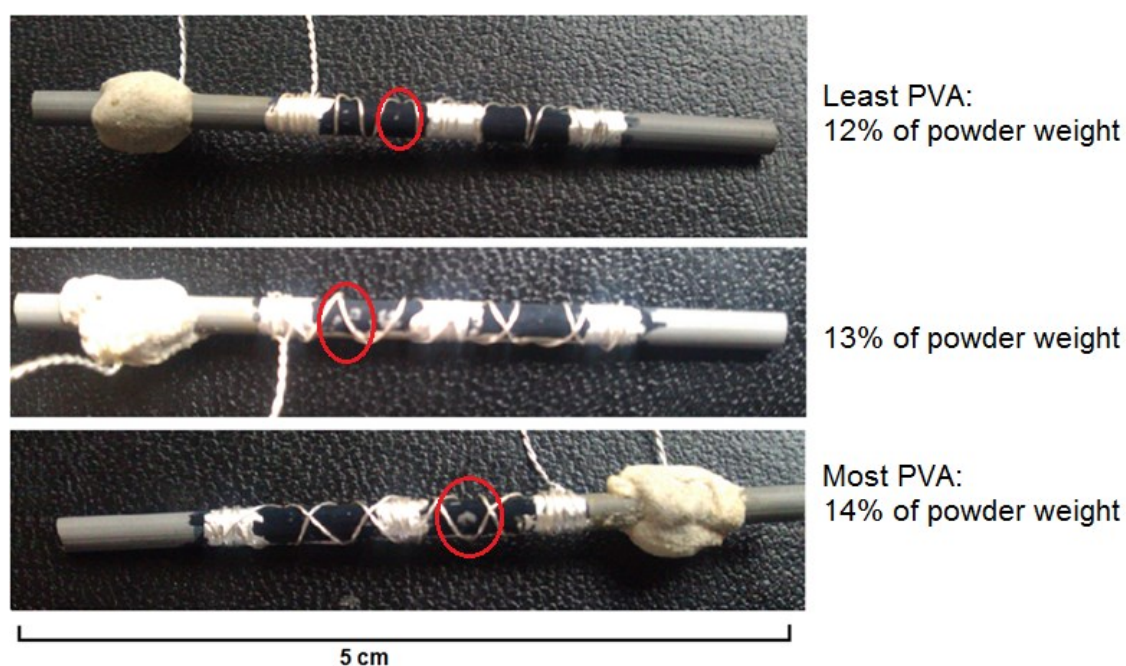 Least PVA:
12% of powder weight
13% of powder weight
Most PVA:
14% of powder weight
5 cm